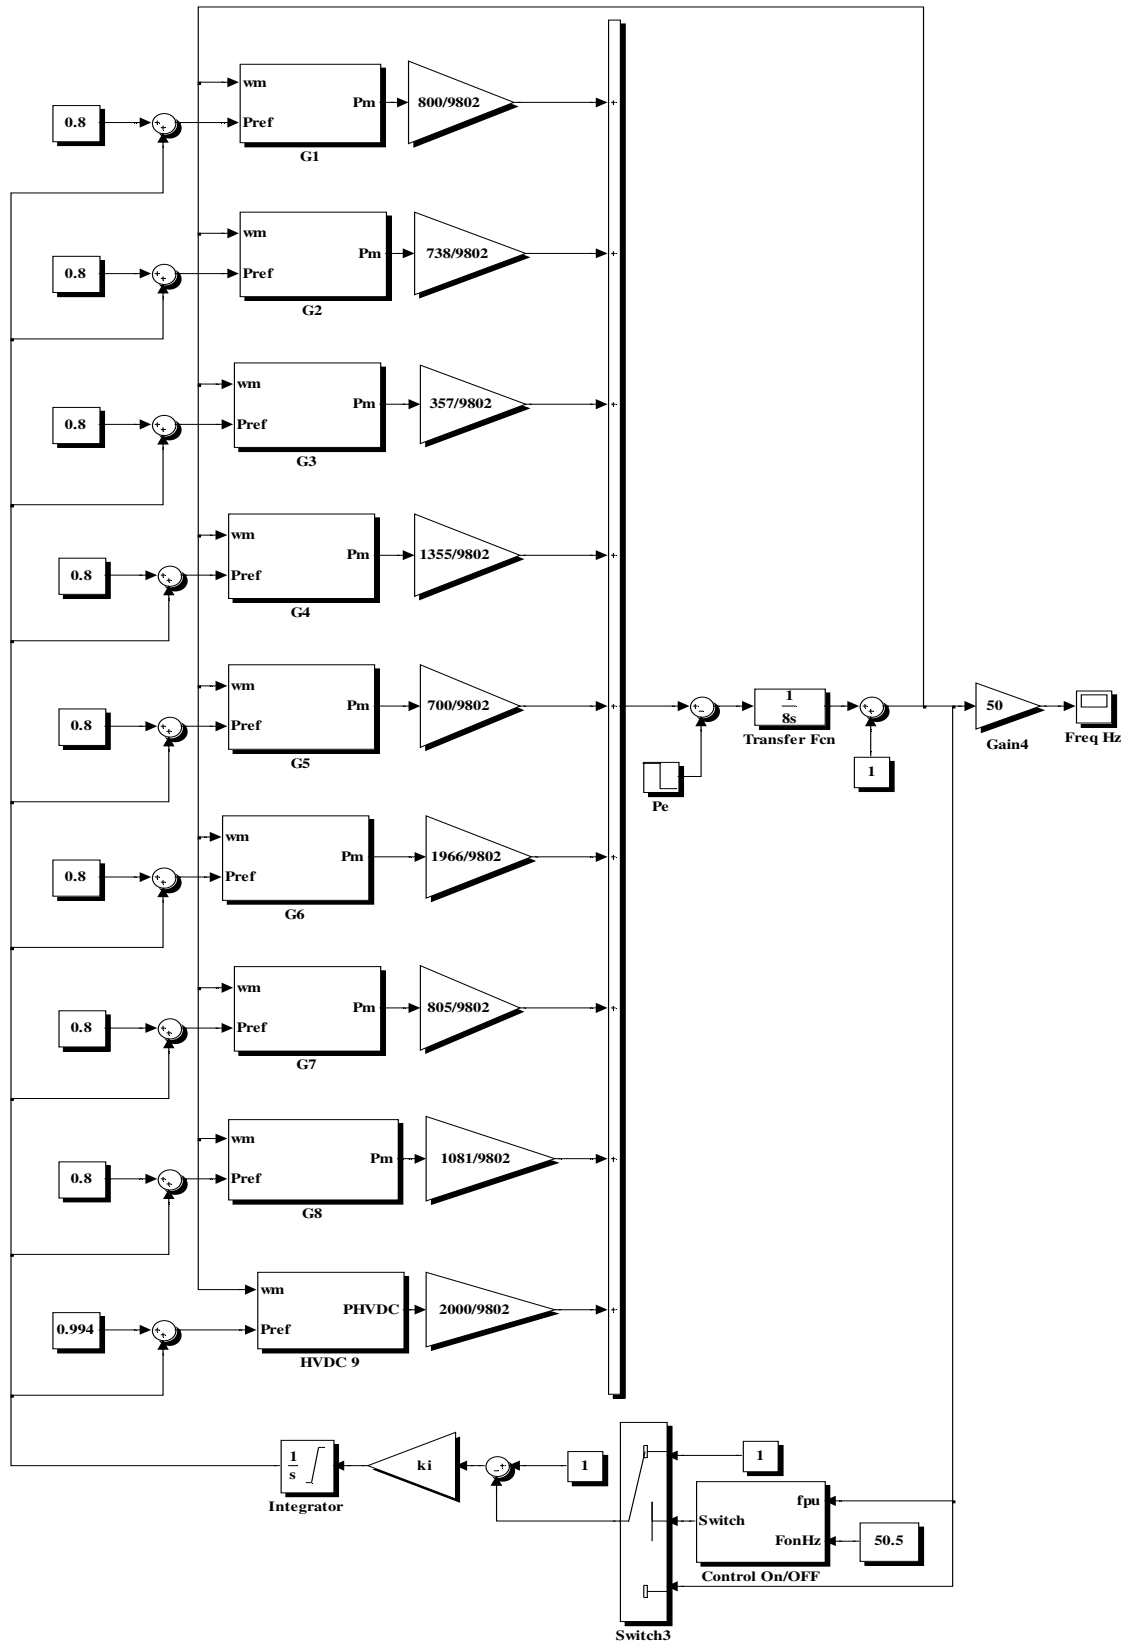 wm
Pm
800/9802
0.8
Pref
G1
wm
Pm
738/9802
0.8
Pref
G2
wm
Pm
357/9802
0.8
Pref
G3
wm
Pm
1355/9802
0.8
Pref
G4
wm
Pm
700/9802
0.8
Pref
G5
1
8s
Transfer Fcn
50
Gain4
Freq Hz
1
Pe
wm
Pm
1966/9802
0.8
Pref
G6
wm
Pm
805/9802
0.8
Pref
G7
wm
Pm
1081/9802
0.8
Pref
G8
wm
PHVDC
2000/9802
0.994
Pref
HVDC 9
1
s
Integrator
ki
1
1
fpu
Switch
FonHz
50.5
Control On/OFF
Switch3